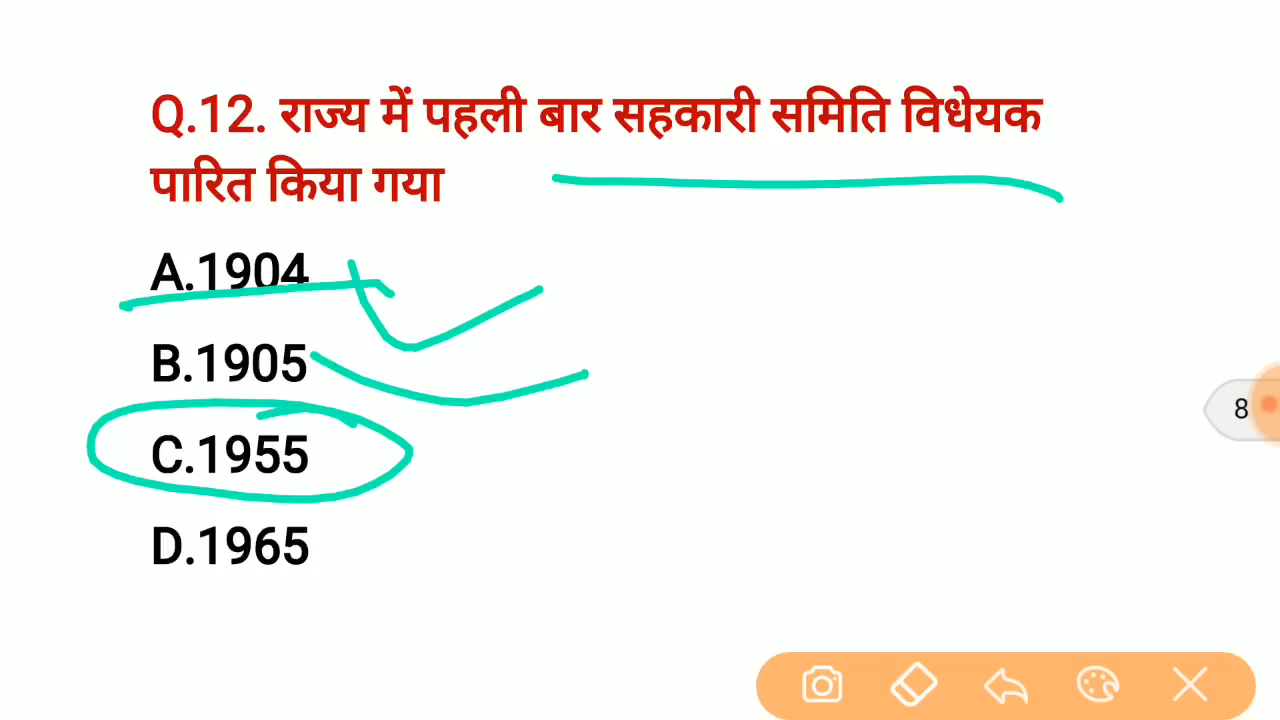 Q.12. राज्य में पहली बार सहकारी समिति विधेयक
पारित किया गया
A.1904
B.1905
C.1955
D.1965
8